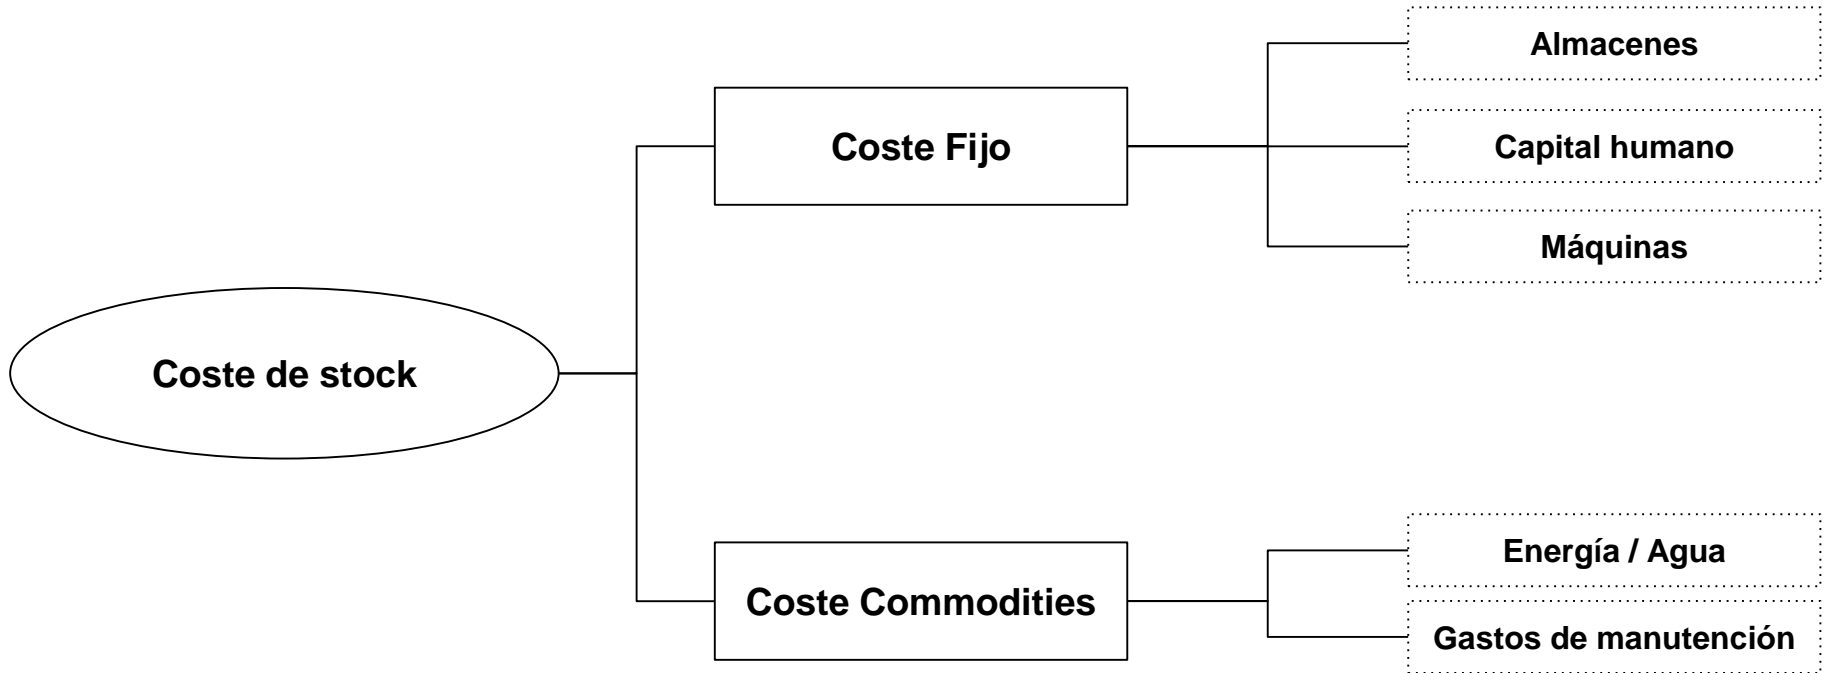 Coste de stock
Coste Fijo
Almacenes
Capital humano
Máquinas
Coste Commodities
Energía / Agua
Gastos de manutención